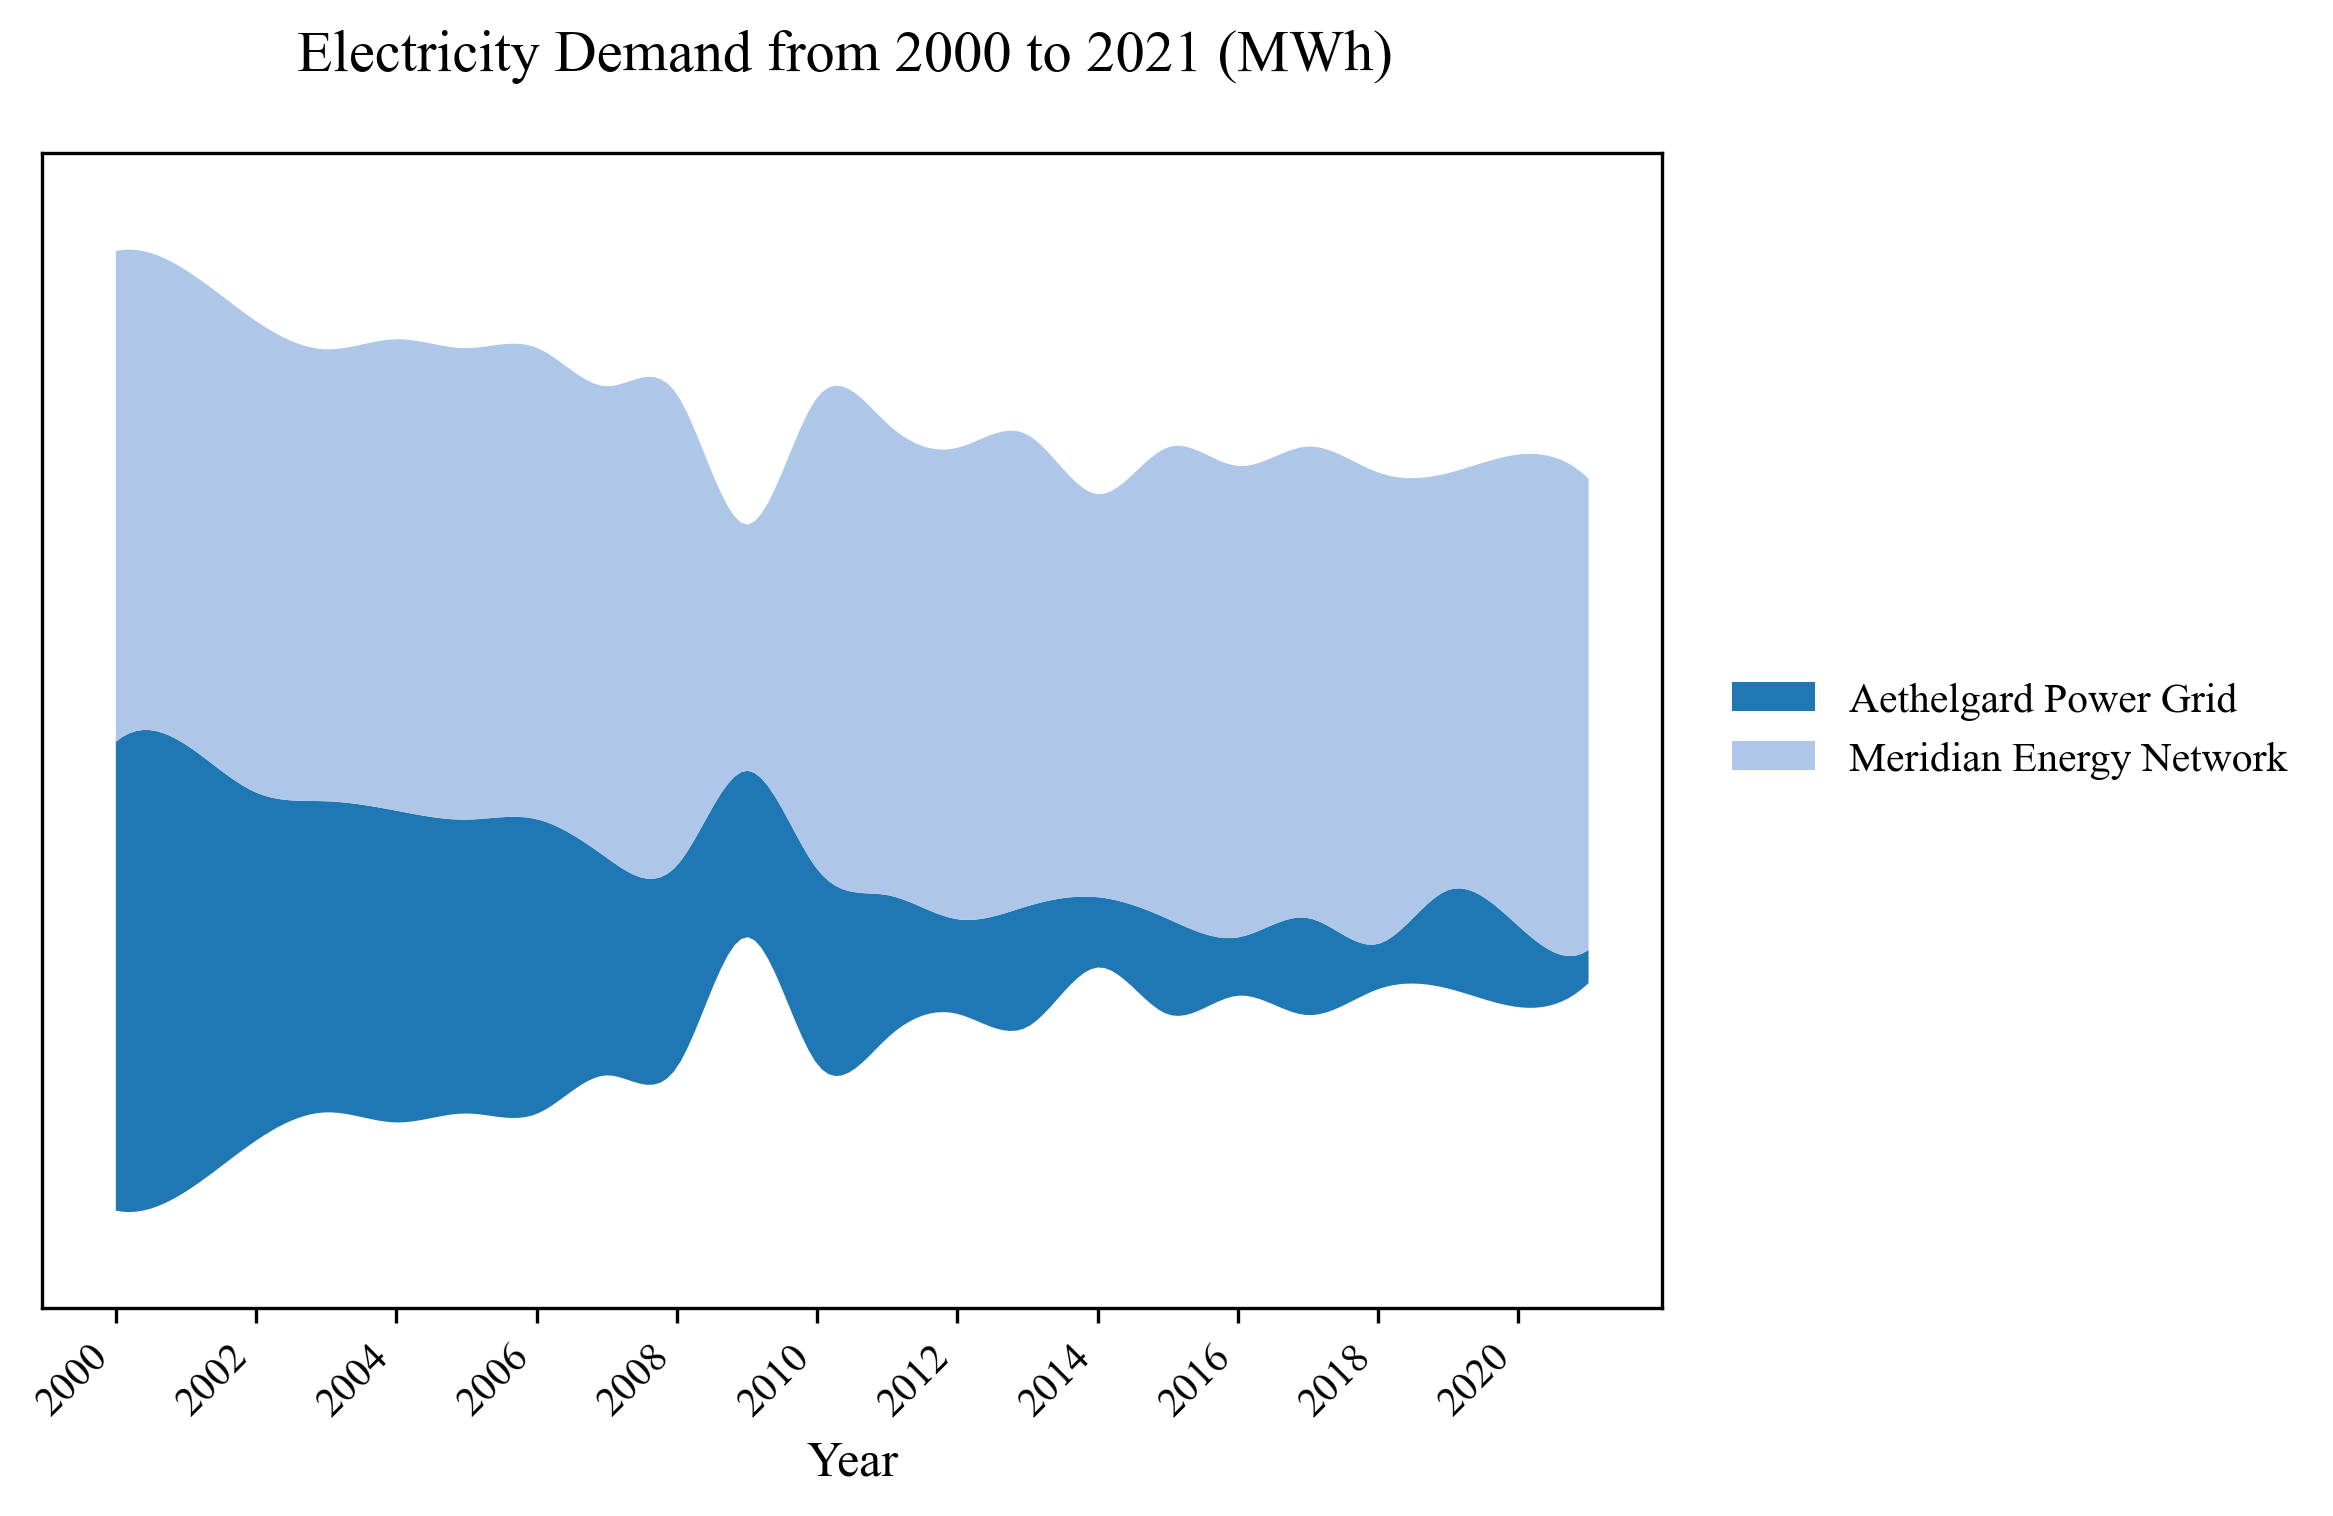 Electricity Demand from 2000 to 2021 (MWh)
Aethelgard Power Grid
Meridian Energy Network
2000
2002
2004
2006
2008
2010
2012
2014
2016
2018
2020
Year